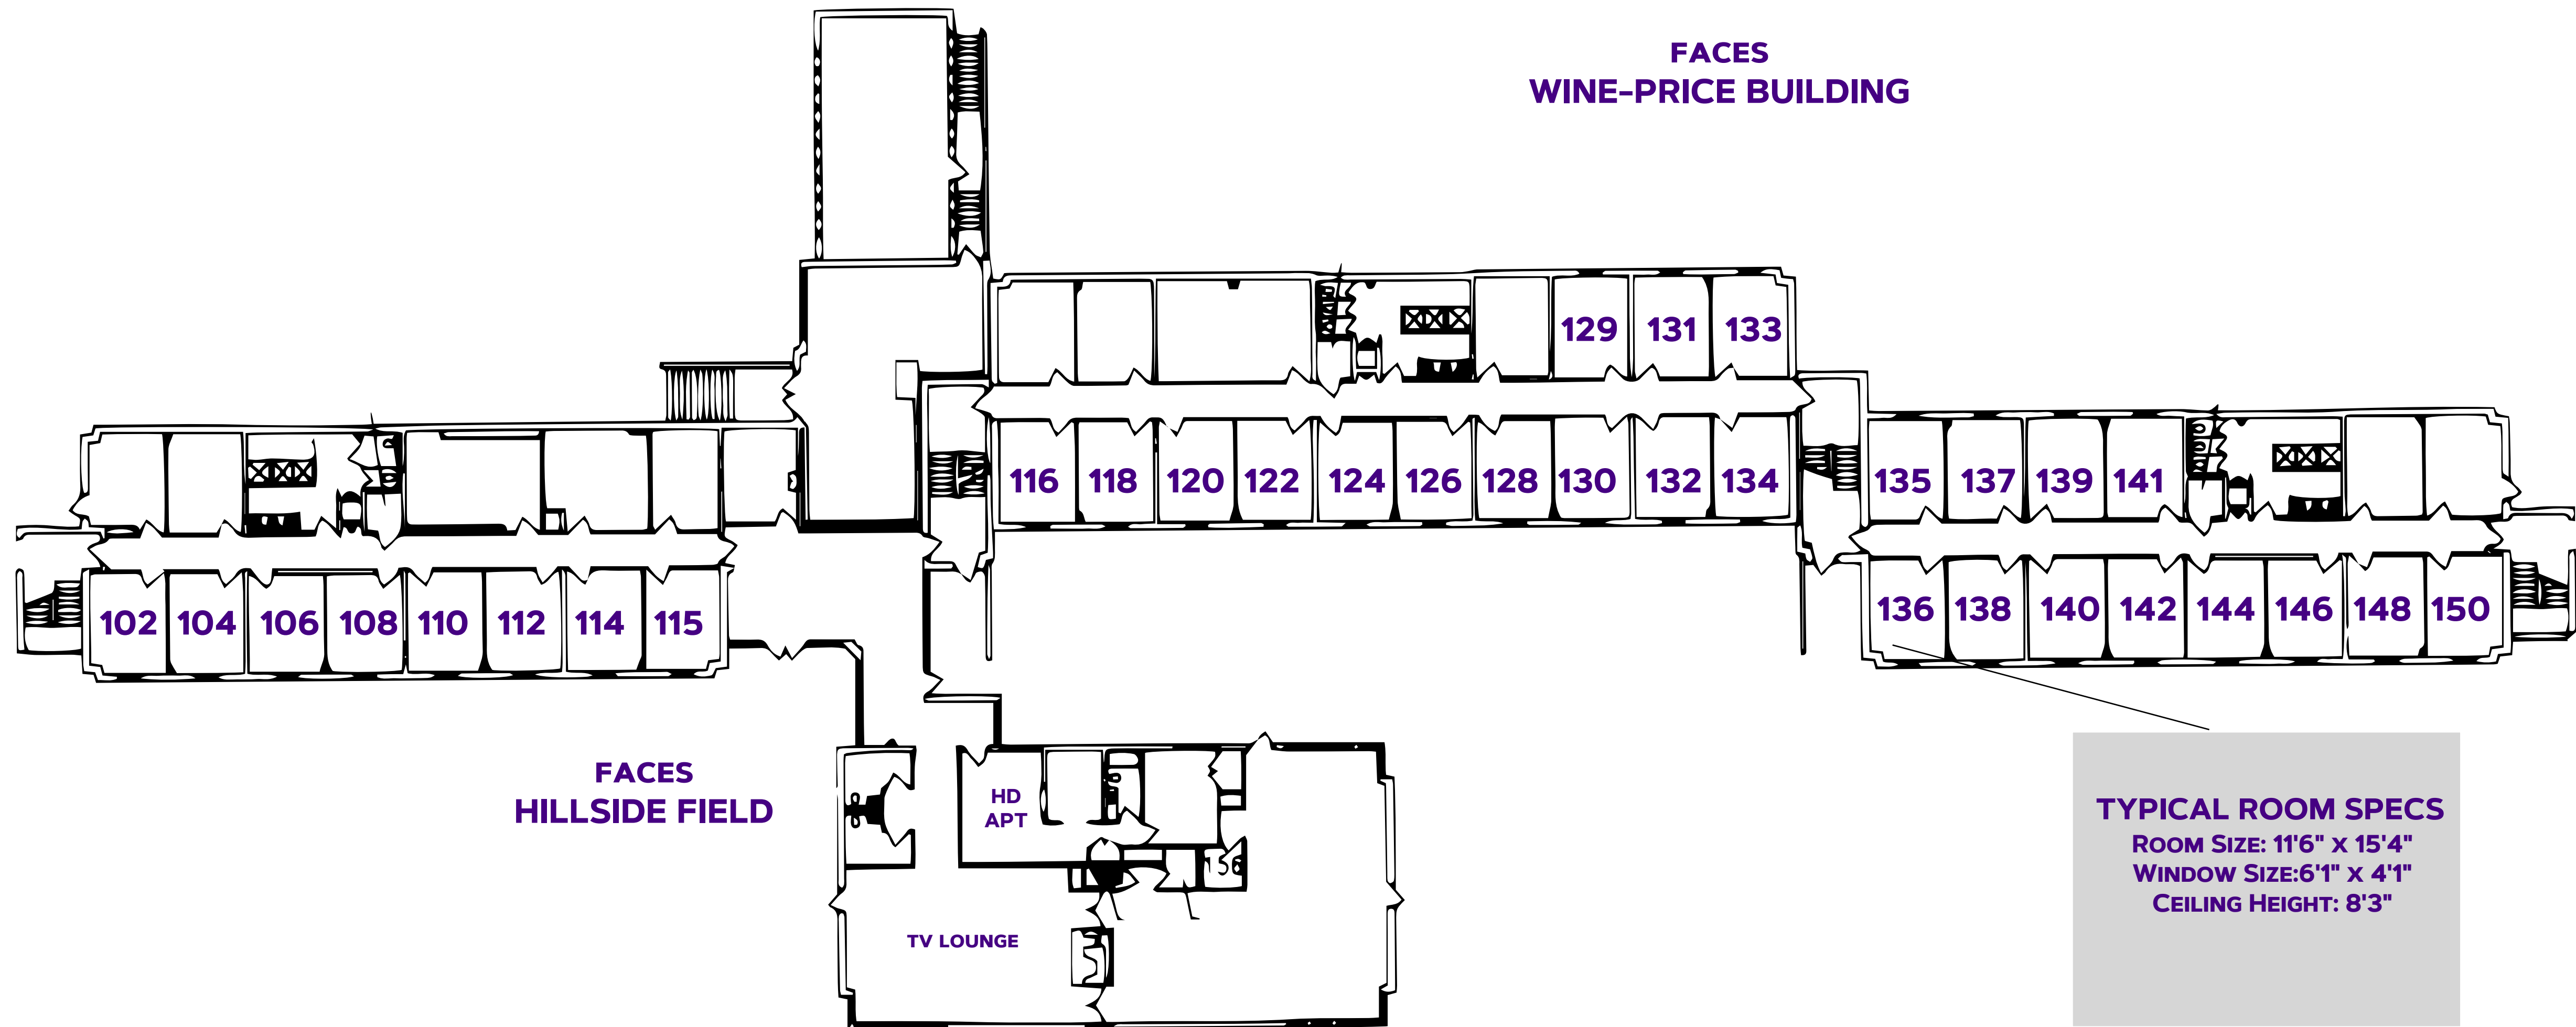 FACES
WINE-PRICE BUILDING
129 131 133
116 118 120 122 124 126 128 130 132 134
135 137 139 141
102 104 106 108 110 112 114 115
136 138 140 142 144 146 148 150
FACES
HILLSIDE FIELD
HD
APT
TV LOUNGE
TYPICAL ROOM SPECS
ROOM SIZE: 11'6" X 15'4"
WINDOW SIZE:6'1" X 4'1"
CEILING HEIGHT: 8'3"